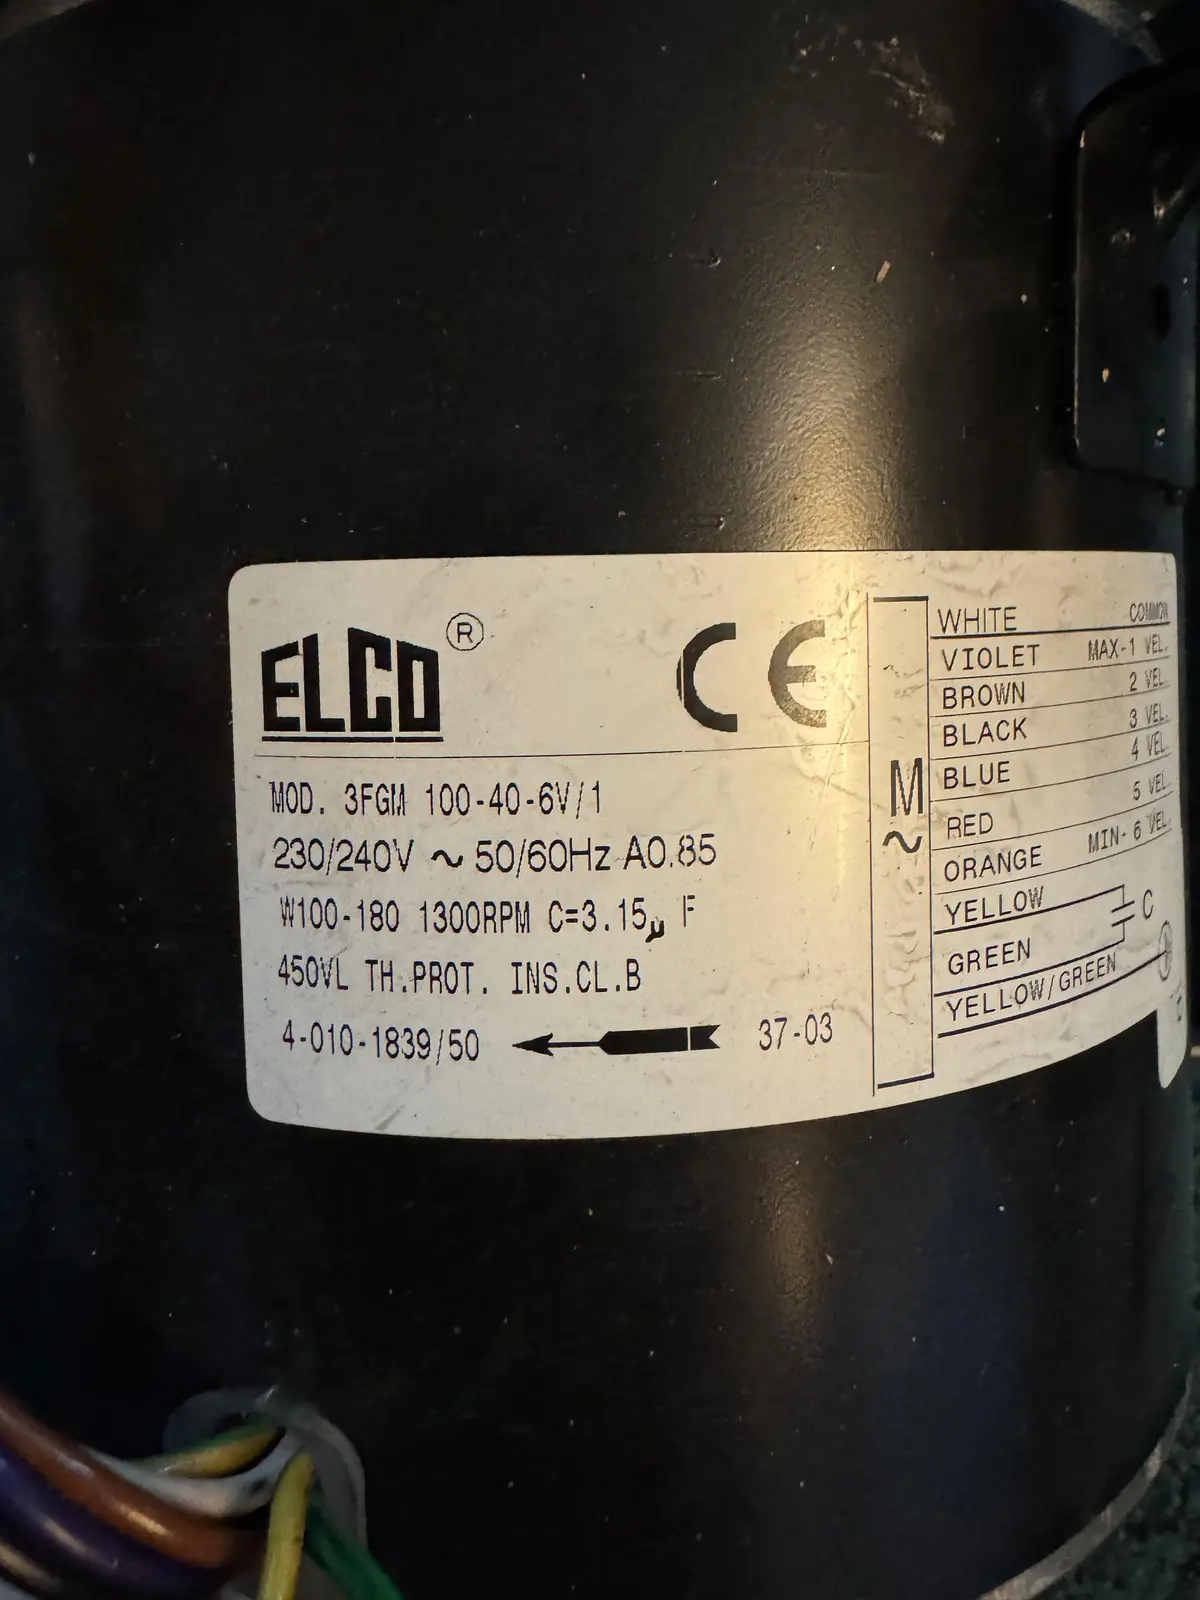 ELCO ®
CE
MOD. 3FGM 100-40-6V/1
230/240V ~ 50/60Hz A0.85
W100-180 1300RPM C=3.15µ F
450VL TH.PROT. INS.CL.B
4-010-1839/50 37-03
M
~
WHITE COMMON
VIOLET MAX-1 VEL.
BROWN 2 VEL.
BLACK 3 VEL.
BLUE 4 VEL.
RED 5 VEL.
ORANGE MIN- 6 VEL.
YELLOW
C
GREEN
YELLOW/GREEN